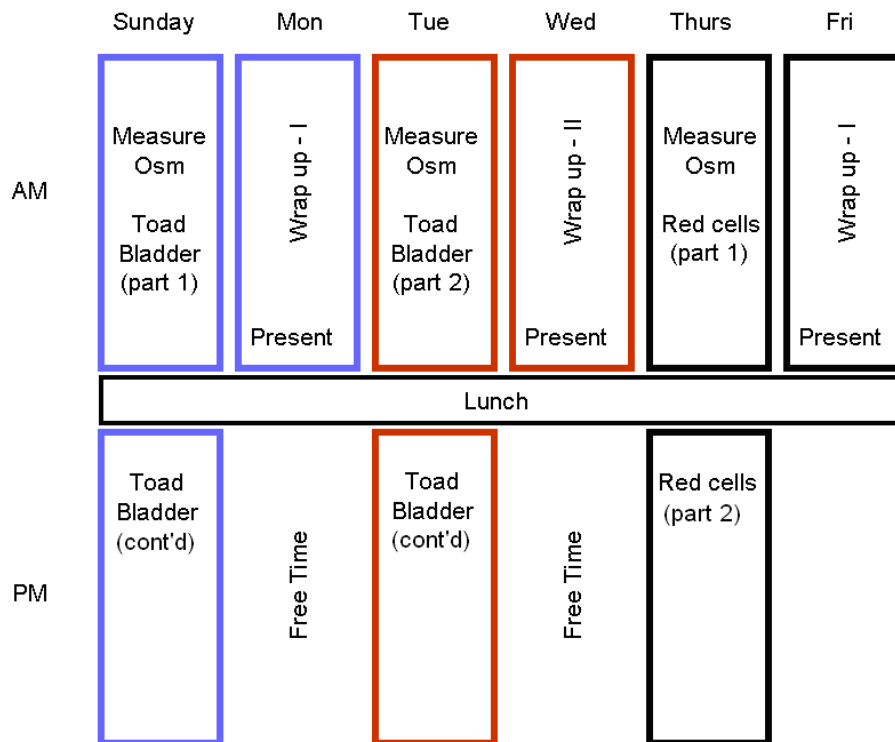 Sunday Mon Tue Wed Thurs Fri
AM
Measure
Osm
Toad
Bladder
(part 1)
Wrap up - I
Present
Measure
Osm
Toad
Bladder
(part 2)
Wrap up - II
Present
Measure
Osm
Red cells
(part 1)
Wrap up - I
Present
Lunch
PM
Toad
Bladder
(cont'd)
Free Time
Toad
Bladder
(cont'd)
Free Time
Red cells
(part 2)